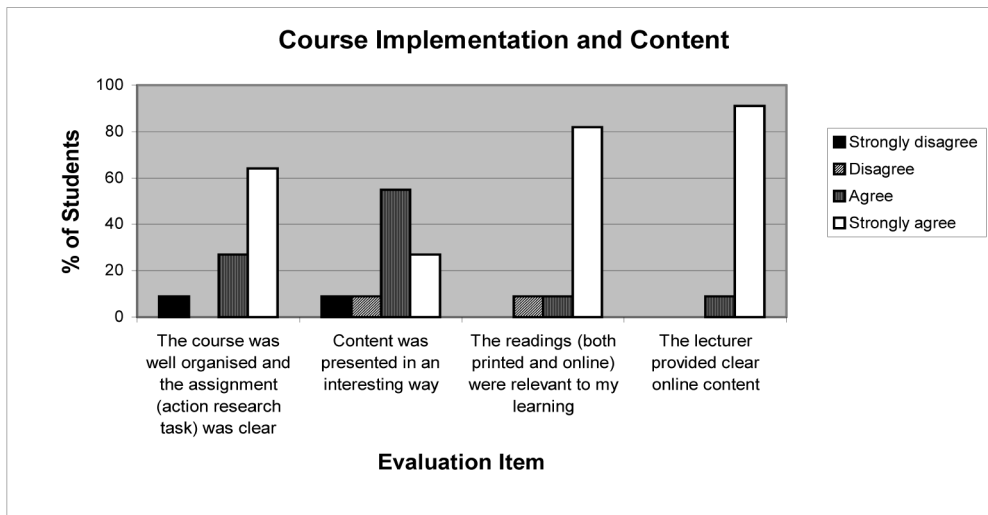 Course Implementation and Content
% of Students
100
80
60
40
20
0
Strongly disagree
Disagree
Agree
Strongly agree
The course was
well organised and
the assignment
(action research
task) was clear
Content was
presented in an
interesting way
The readings (both
printed and online)
were relevant to my
learning
The lecturer
provided clear
online content
Evaluation Item